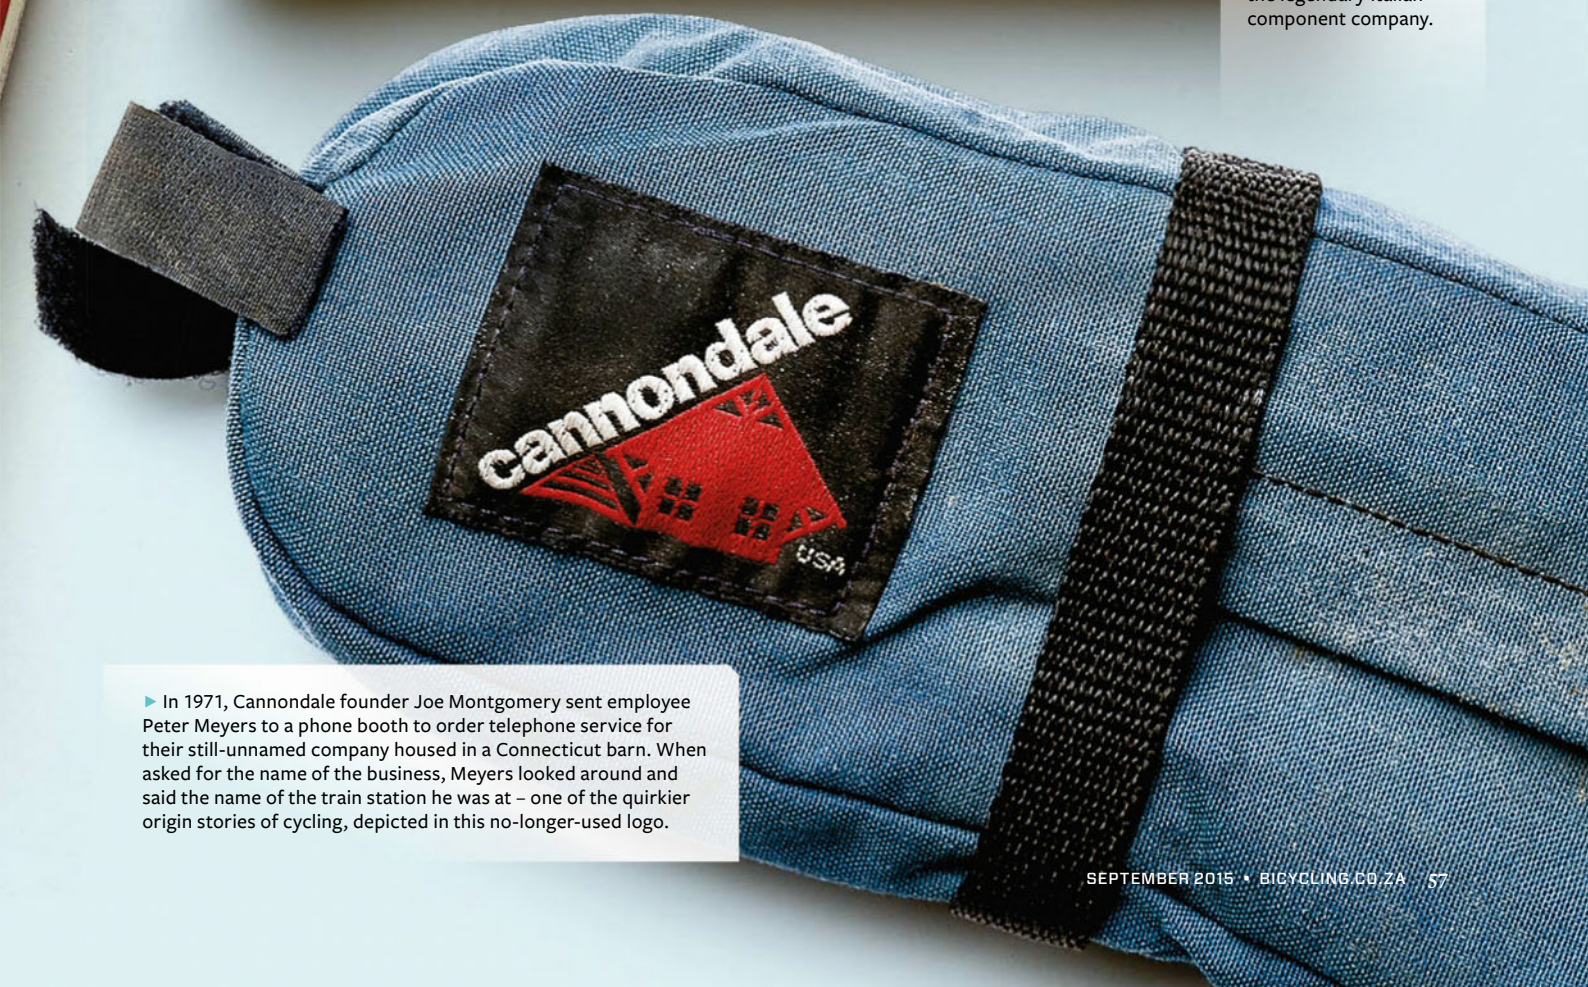 component company.
cannondale
USA
▶ In 1971, Cannondale founder Joe Montgomery sent employee
Peter Meyers to a phone booth to order telephone service for
their still-unnamed company housed in a Connecticut barn. When
asked for the name of the business, Meyers looked around and
said the name of the train station he was at – one of the quirkier
origin stories of cycling, depicted in this no-longer-used logo.
SEPTEMBER 2015 • BICYCLING.CO.ZA 57